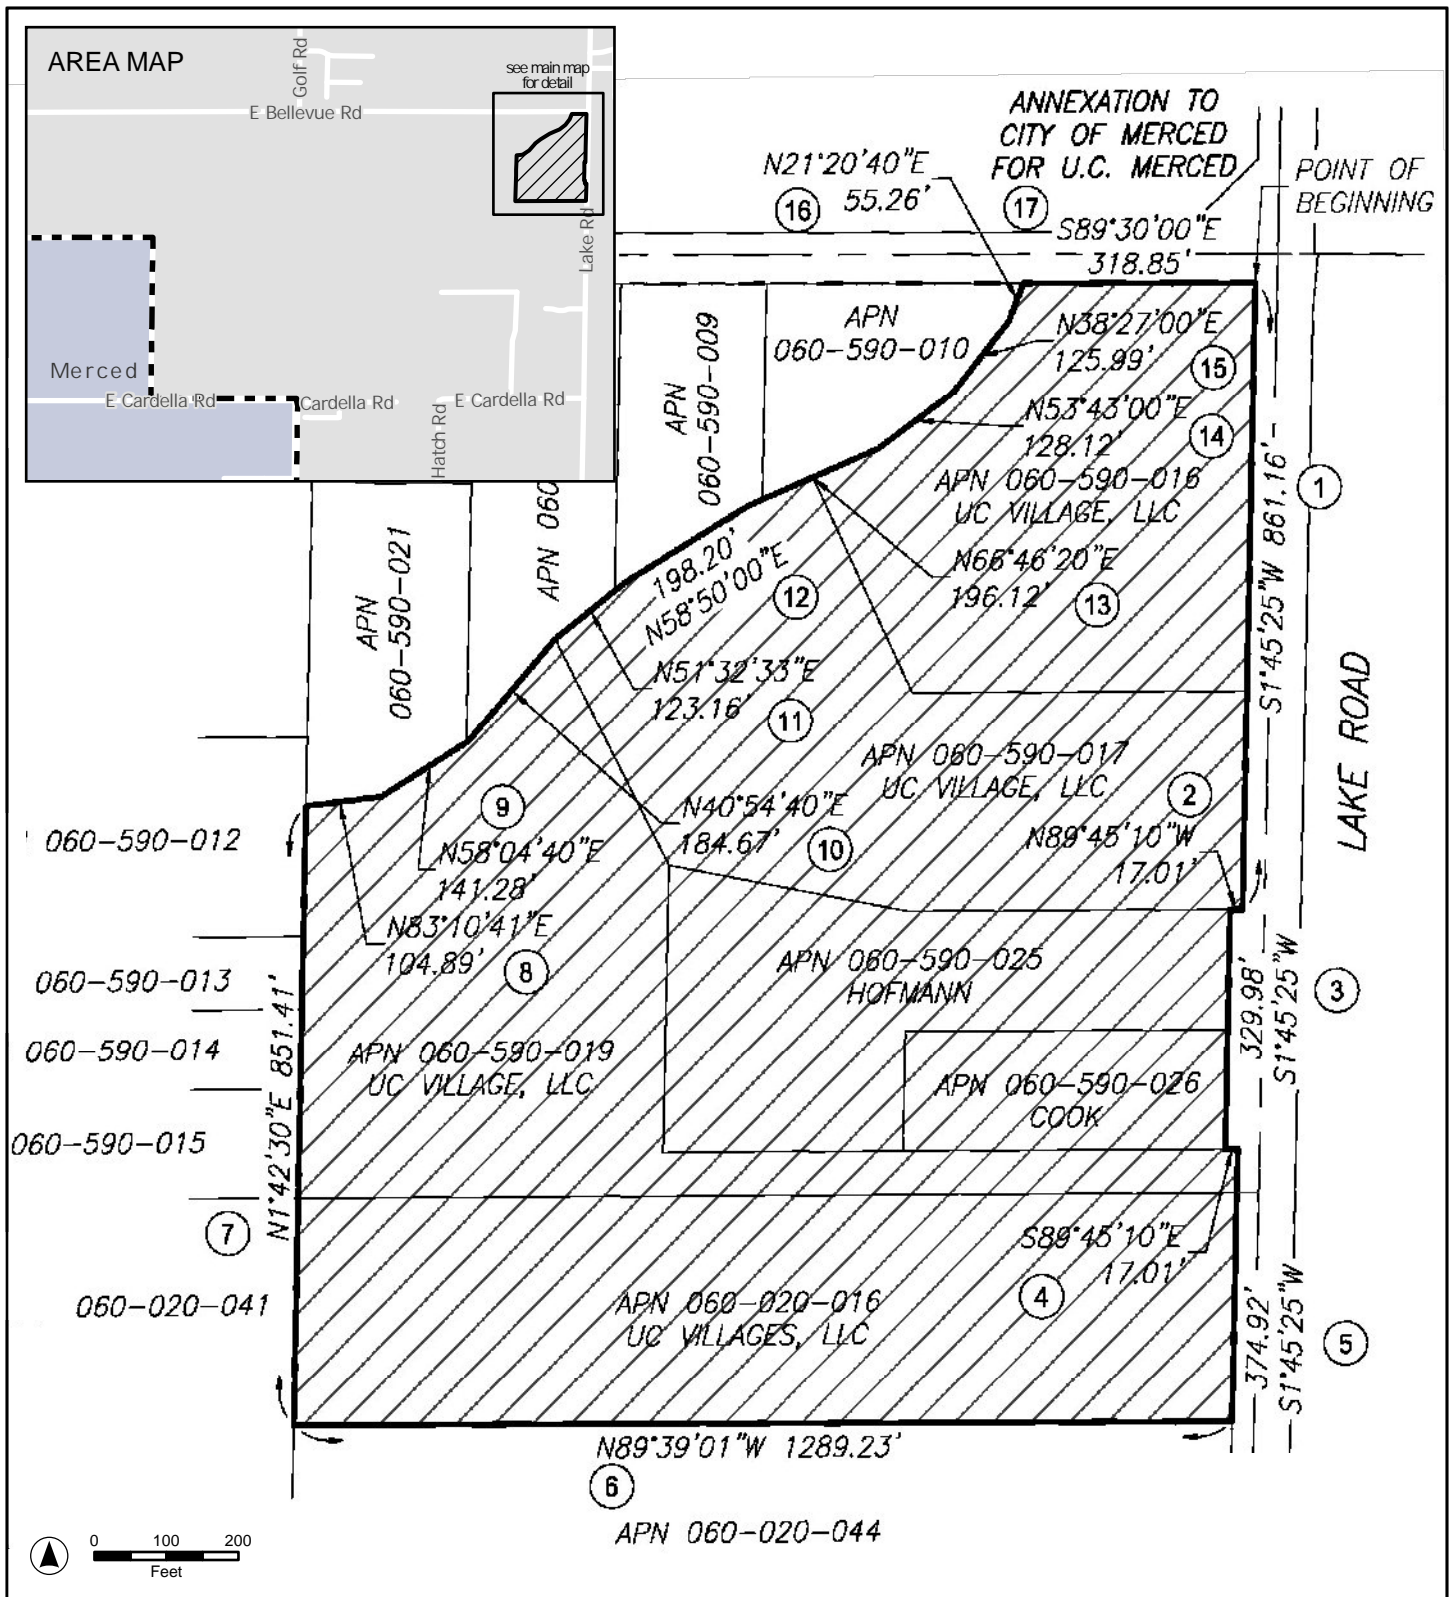 AREA MAP
Golf Rd
see main map
for detail
E Bellevue Rd
Lake Rd
Merced
E Cardella Rd
Cardella Rd
E Cardella Rd
Hatch Rd
ANNEXATION TO
CITY OF MERCED
FOR U.C. MERCED
POINT OF
BEGINNING
N21°20'40"E
55.26'
16
17
S89°30'00"E
318.85'
APN
060-590-010
APN
060-590-009
N38°27'00"E
125.99'
15
N53°43'00"E
128.12'
14
APN 060-590-016
UC VILLAGE, LLC
S1°45'25"W 861.16'
1
APN 060
APN
060-590-021
198.20'
N58°50'00"E
12
N66°46'20"E
196.12'
13
N51°32'33"E
123.16'
11
LAKE ROAD
APN 060-590-017
UC VILLAGE, LLC
2
N89°45'10"W
17.01'
060-590-012
9
N58°04'40"E
141.28'
N40°54'40"E
184.67'
10
N83°10'41"E
104.89'
8
060-590-013
APN 060-590-025
HOFMANN
329.98'
S1°45'25"W
3
060-590-014
N1°42'30"E 851.41'
APN 060-590-019
UC VILLAGE, LLC
APN 060-590-026
COOK
060-590-015
7
S89°45'10"E
17.01'
4
060-020-041
APN 060-020-016
UC VILLAGES, LLC
374.92'
S1°45'25"W
5
N89°39'01"W 1289.23'
6
APN 060-020-044
0 100 200
Feet